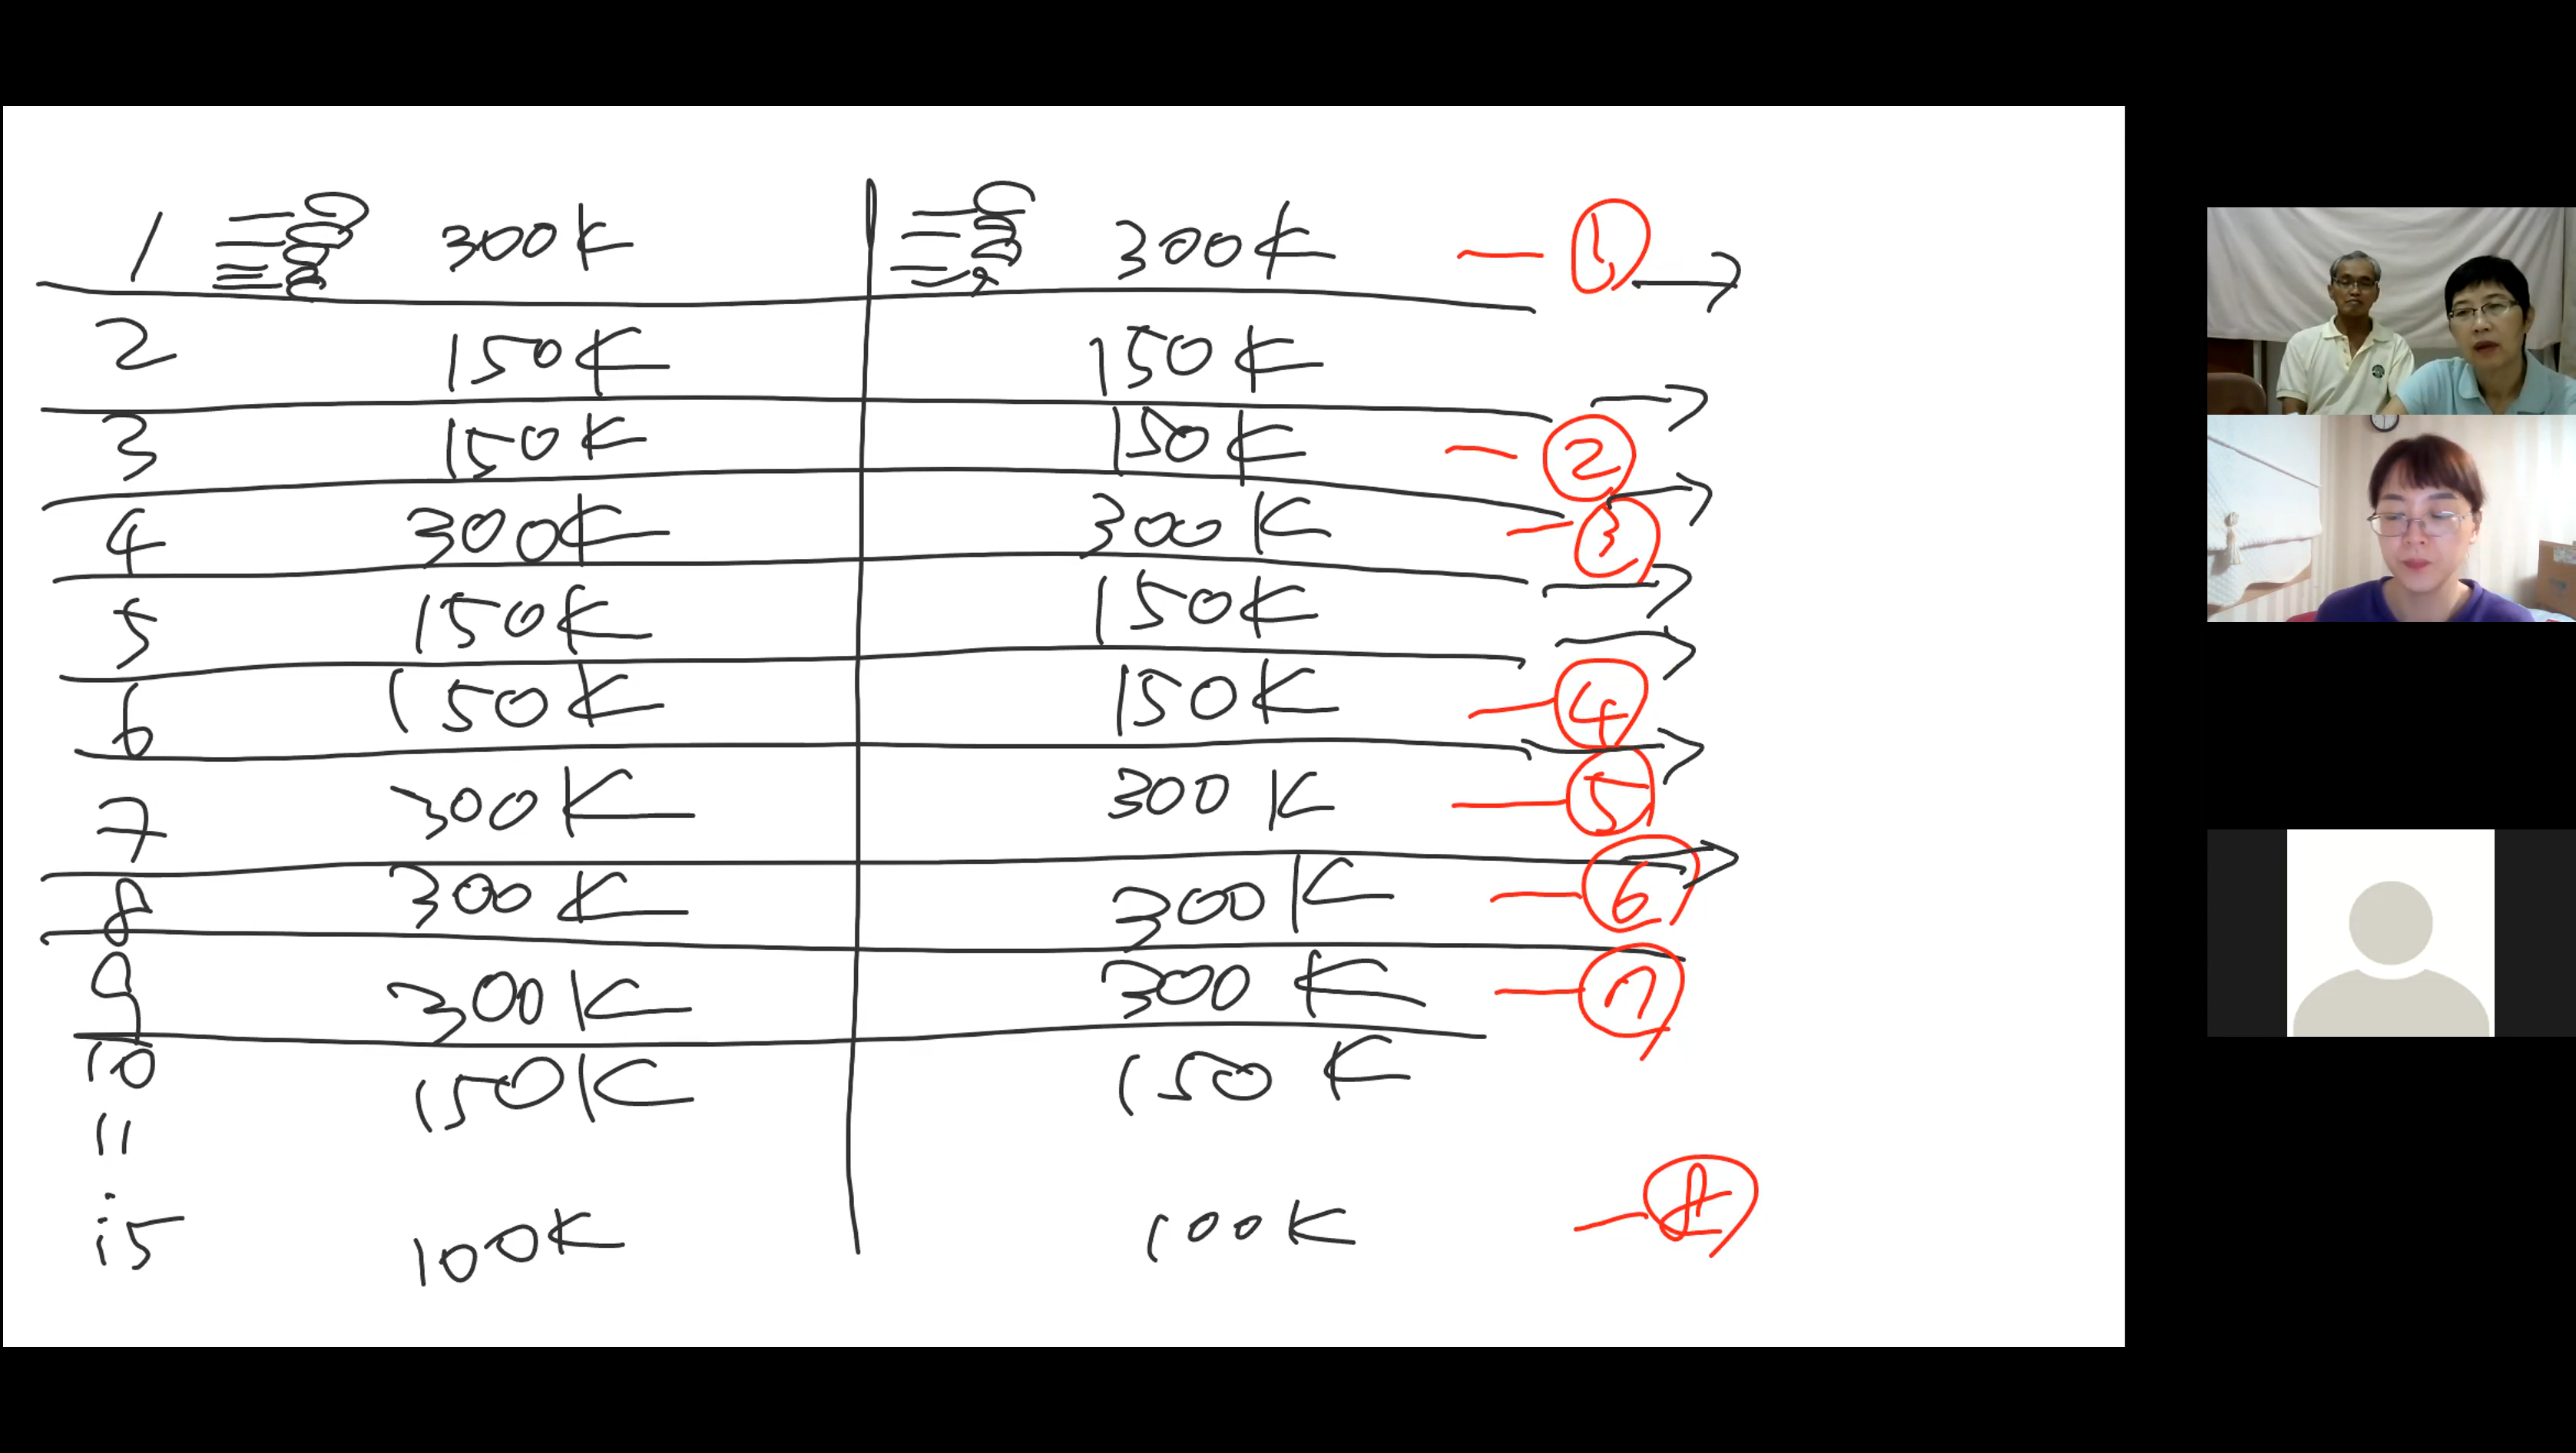 1 300K 300K 1
2 150K 150K
3 150K 150K 2
4 300K 300K 3
5 150K 150K
6 150K 150K 4
7 300K 300K 5
8 300K 300K 6
9 300K 300K 7
10 150K 150K
11
15 100K 100K